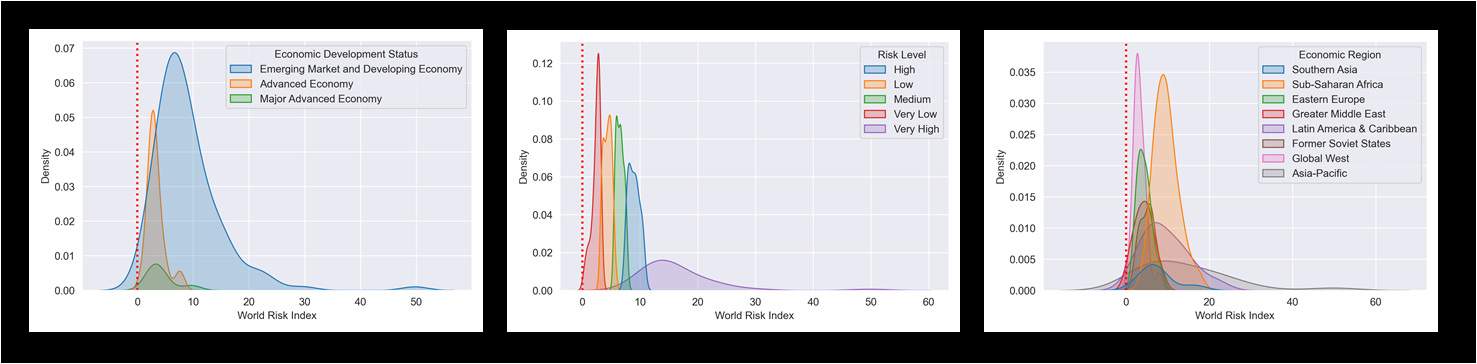 Economic Development Status
Emerging Market and Developing Economy
Advanced Economy
Major Advanced Economy
0.07
0.06
0.05
0.04
0.03
0.02
0.01
0.00
Density
0 10 20 30 40 50
World Risk Index
Risk Level
High
Low
Medium
Very Low
Very High
0.12
0.10
0.08
0.06
0.04
0.02
0.00
Density
0 10 20 30 40 50 60
World Risk Index
Economic Region
Southern Asia
Sub-Saharan Africa
Eastern Europe
Greater Middle East
Latin America & Caribbean
Former Soviet States
Global West
Asia-Pacific
0.035
0.030
0.025
0.020
0.015
0.010
0.005
0.000
Density
0 20 40 60
World Risk Index